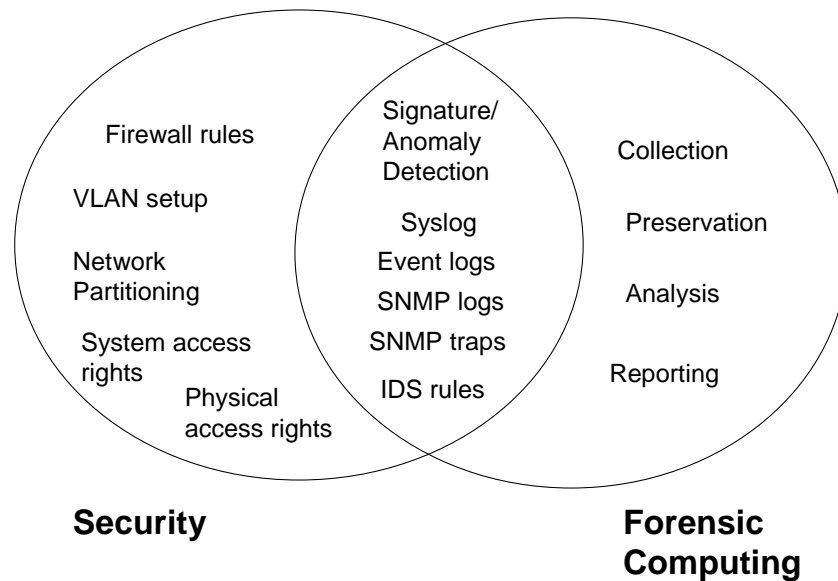 Firewall rules
VLAN setup
Network
Partitioning
System access
rights
Physical
access rights
Signature/
Anomaly
Detection
Syslog
Event logs
SNMP logs
SNMP traps
IDS rules
Collection
Preservation
Analysis
Reporting
Security
Forensic
Computing